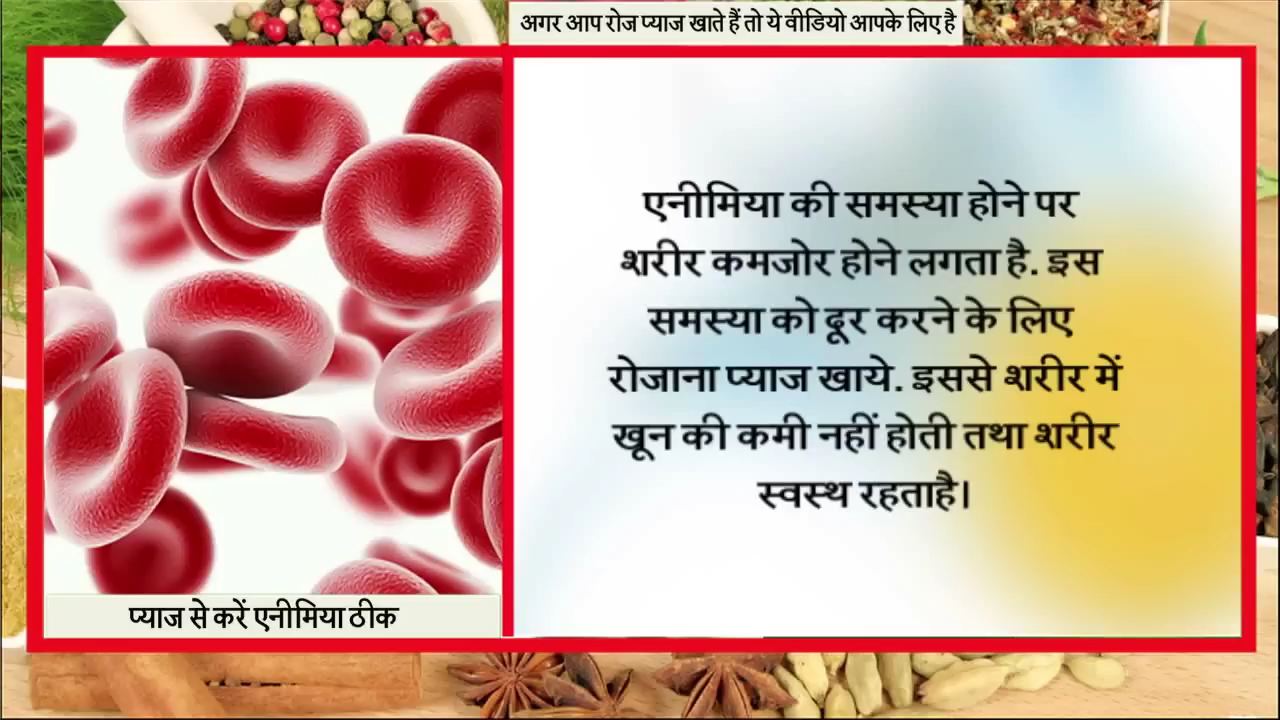 अगर आप रोज प्याज खाते हैं तो ये वीडियो आपके लिए है
एनीमिया की समस्या होने पर
शरीर कमजोर होने लगता है. इस
समस्या को दूर करने के लिए
रोजाना प्याज खाये. इससे शरीर में
खून की कमी नहीं होती तथा शरीर
स्वस्थ रहताहै।
प्याज से करें एनीमिया ठीक